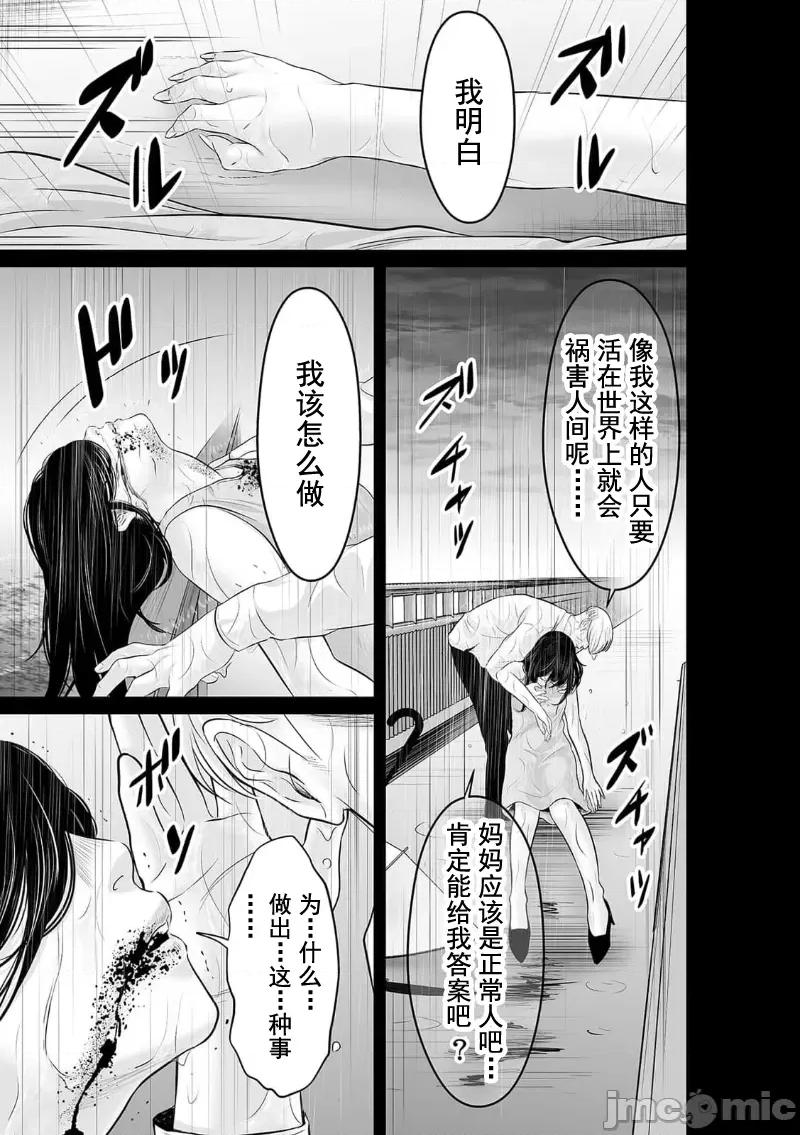 我明白
ズル
ズルッ
像我这样的人只要
活在世界上就会
祸害人间呢……
ズチャッ
ズチャッ
妈妈应该是正常人吧……
肯定能给我答案吧？
我该怎么做
ドッ
为…什么…
做出…这…种事
……
ボソッ
jmcomic